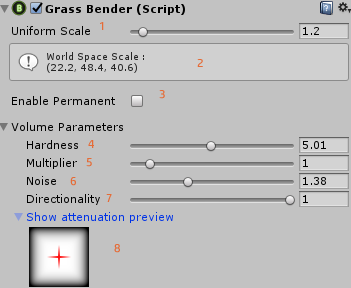 B Grass Bender (Script)
1
Uniform Scale 1.2
World Space Scale :
(22.2, 48.4, 40.6) 2
3
Enable Permanent
Volume Parameters
Hardness 4 5.01
Multiplier 5 1
Noise 6 1.38
Directionality 7 1
Show attenuation preview
8